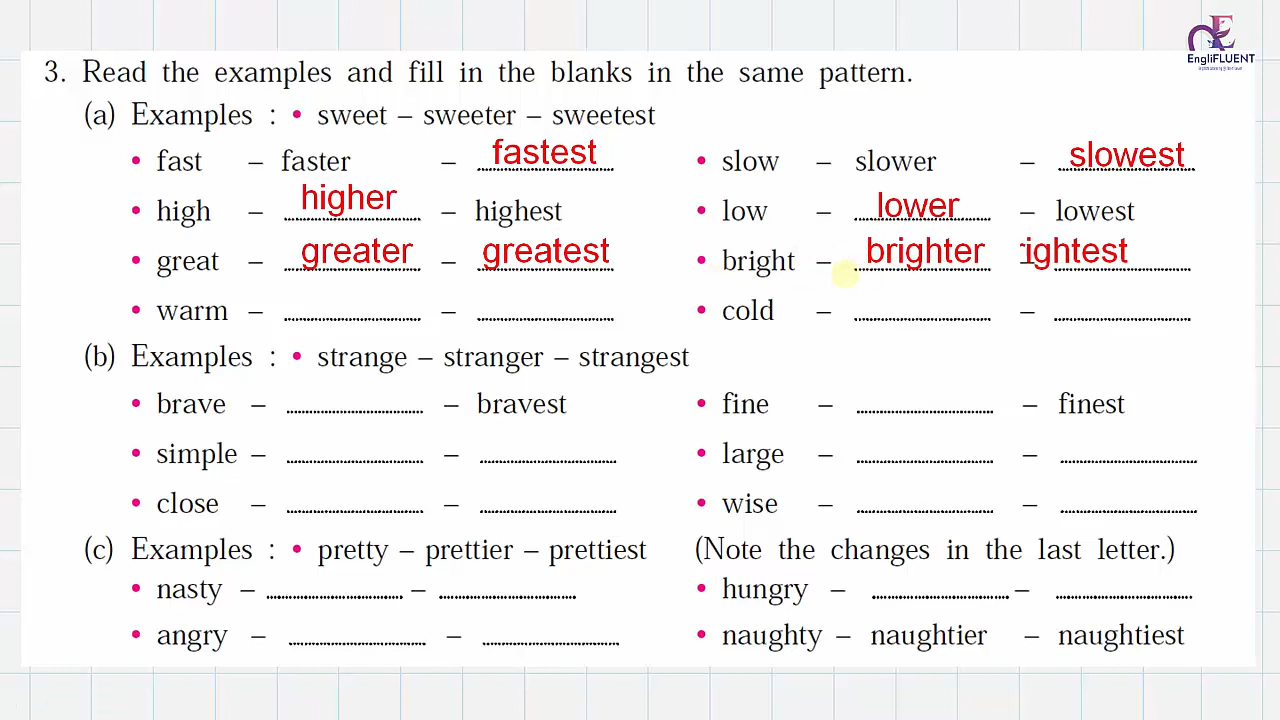 EngliFLUENT
3. Read the examples and fill in the blanks in the same pattern.
(a) Examples : • sweet – sweeter – sweetest
• fast – faster – fastest • slow – slower – slowest
• high – higher – highest • low – lower – lowest
• great – greater – greatest • bright – brighter – rightest
• warm – ........ – ........ • cold – ........ – ........
(b) Examples : • strange – stranger – strangest
• brave – ........ – bravest • fine – ........ – finest
• simple – ........ – ........ • large – ........ – ........
• close – ........ – ........ • wise – ........ – ........
(c) Examples : • pretty – prettier – prettiest (Note the changes in the last letter.)
• nasty – ........ – ........ • hungry – ........ – ........
• angry – ........ – ........ • naughty – naughtier – naughtiest